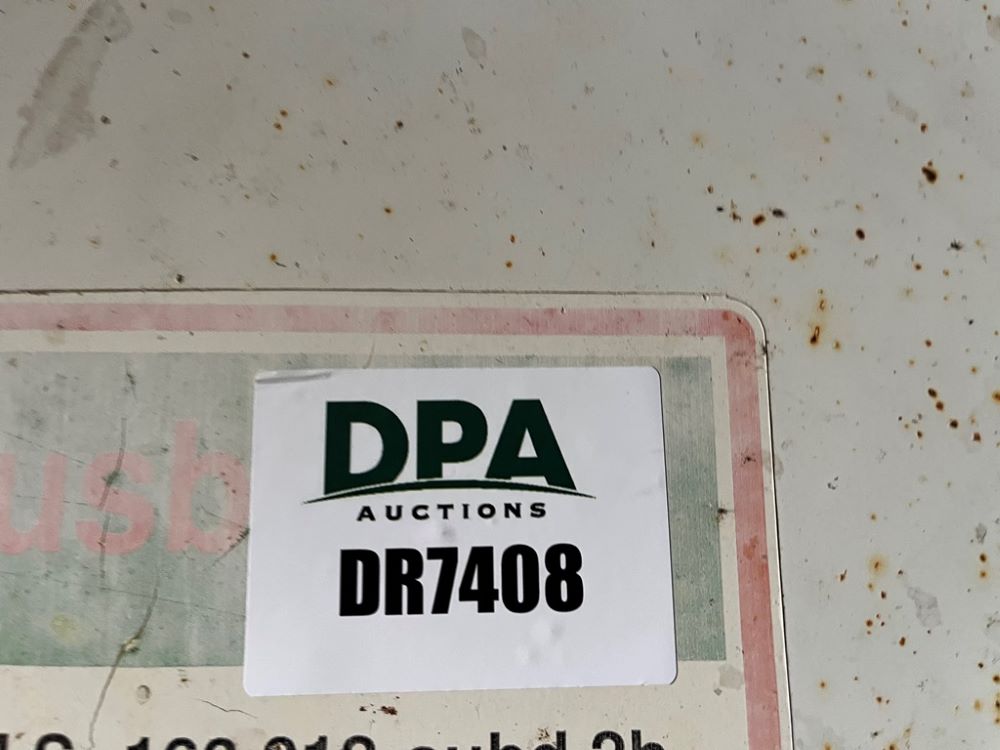 usb
DPA
AUCTIONS
DR7408